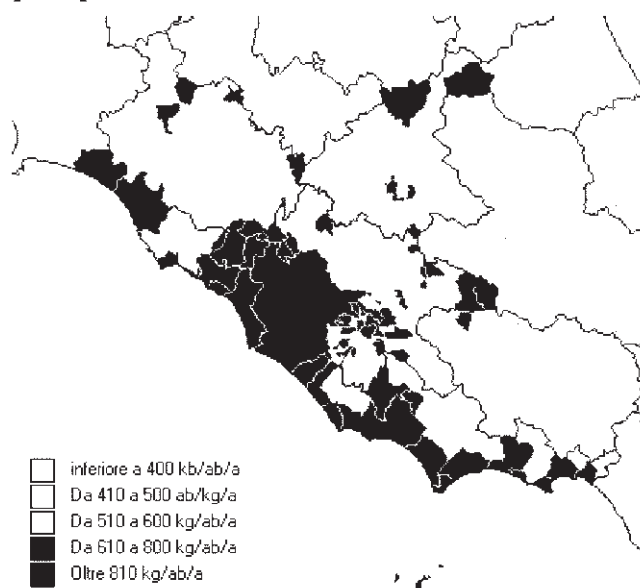 inferiore a 400 kb/ab/a
Da 410 a 500 ab/kg/a
Da 510 a 600 kg/ab/a
Da 610 a 800 kg/ab/a
Oltre 810 kg/ab/a